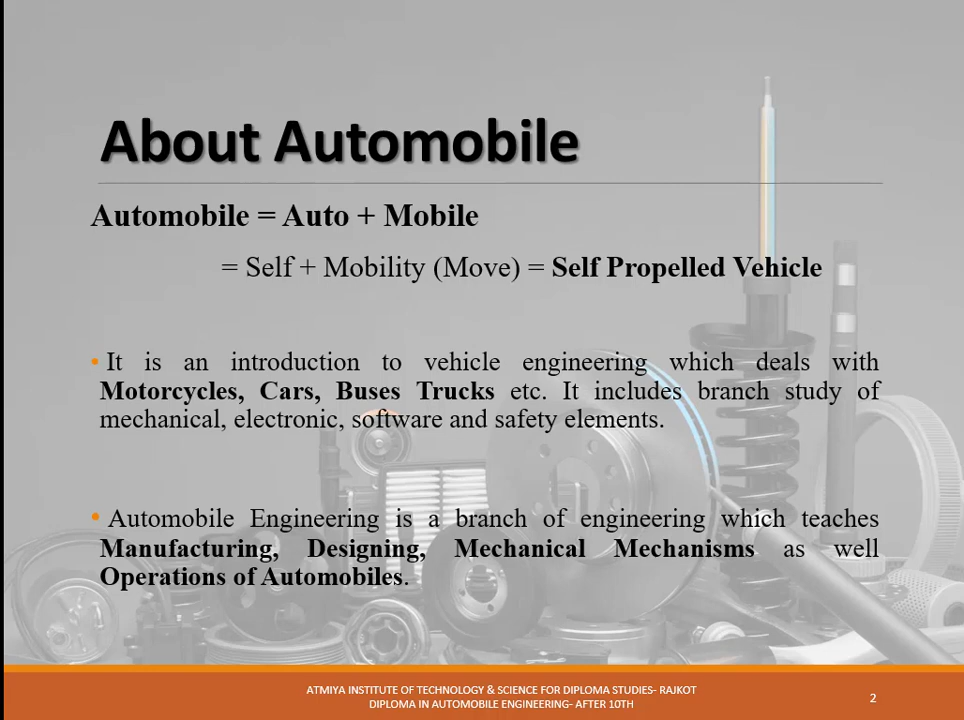 About Automobile
Automobile = Auto + Mobile
= Self + Mobility (Move) = Self Propelled Vehicle
• It is an introduction to vehicle engineering which deals with
Motorcycles, Cars, Buses Trucks etc. It includes branch study of
mechanical, electronic, software and safety elements.
• Automobile Engineering is a branch of engineering which teaches
Manufacturing, Designing, Mechanical Mechanisms as well
Operations of Automobiles.
ATMIYA INSTITUTE OF TECHNOLOGY & SCIENCE FOR DIPLOMA STUDIES- RAJKOT
DIPLOMA IN AUTOMOBILE ENGINEERING- AFTER 10TH
2